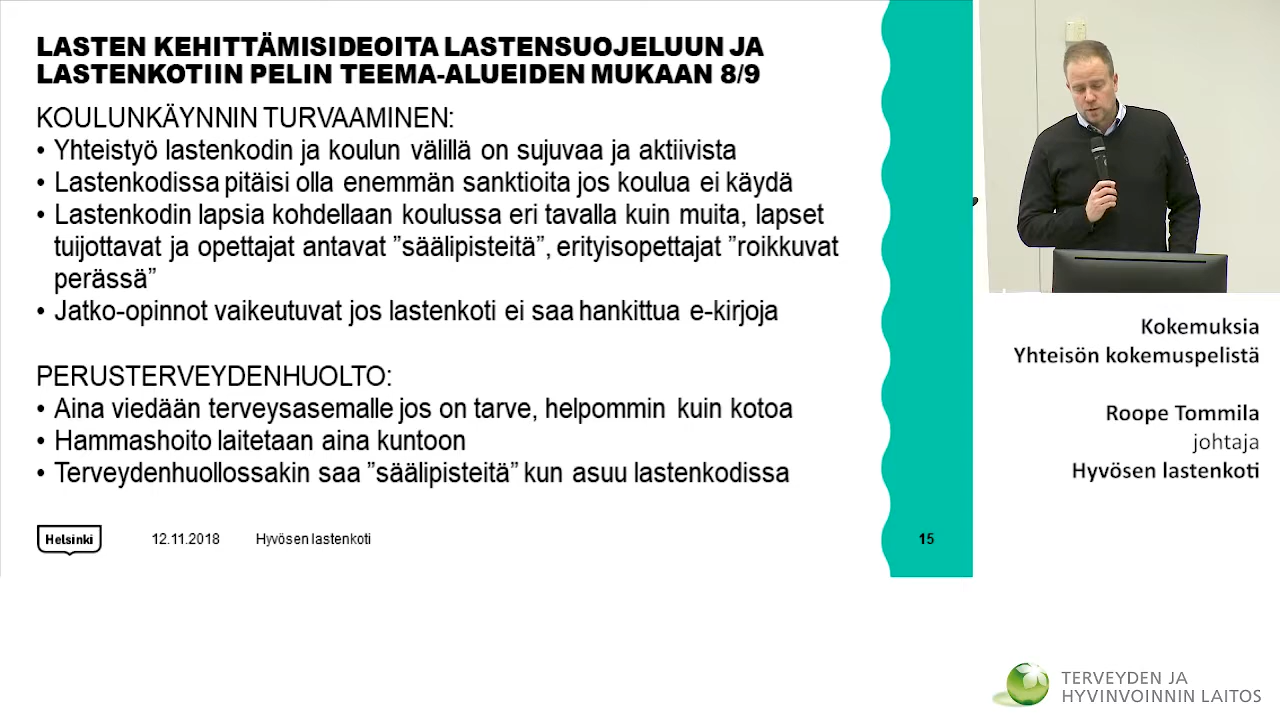 LASTEN KEHITTÄMISIDEOITA LASTENSUOJELUUN JA
LASTENKOTIIN PELIN TEEMA-ALUEIDEN MUKAAN 8/9
KOULUNKÄYNNIN TURVAAMINEN:
• Yhteistyö lastenkodin ja koulun välillä on sujuvaa ja aktiivista
• Lastenkodissa pitäisi olla enemmän sanktioita jos koulua ei käydä
• Lastenkodin lapsia kohdellaan koulussa eri tavalla kuin muita, lapset
tuijottavat ja opettajat antavat ”säälipisteitä”, erityisopettajat ”roikkuvat
perässä”
• Jatko-opinnot vaikeutuvat jos lastenkoti ei saa hankittua e-kirjoja
PERUSTERVEYDENHUOLTO:
• Aina viedään terveysasemalle jos on tarve, helpommin kuin kotoa
• Hammashoito laitetaan aina kuntoon
• Terveydenhuollossakin saa ”säälipisteitä” kun asuu lastenkodissa
Helsinki
12.11.2018
Hyvösen lastenkoti
15
Kokemuksia
Yhteisön kokemuspelistä
Roope Tommila
johtaja
Hyvösen lastenkoti
TERVEYDEN JA
HYVINVOINNIN LAITOS